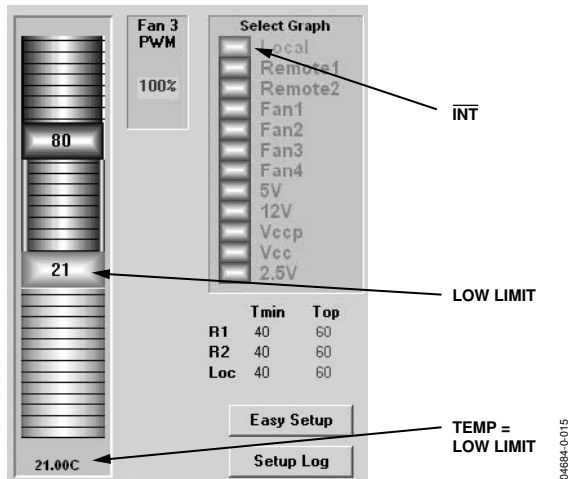 Fan 3
PWM
100%
80
21
21.00C
Select Graph
Local
Remote1
Remote2
Fan1
Fan2
Fan3
Fan4
5V
12V
Vccp
Vcc
2.5V
Tmin Top
R1 40 60
R2 40 60
Loc 40 60
Easy Setup
Setup Log
INT
LOW LIMIT
TEMP =
LOW LIMIT
04684-0-015